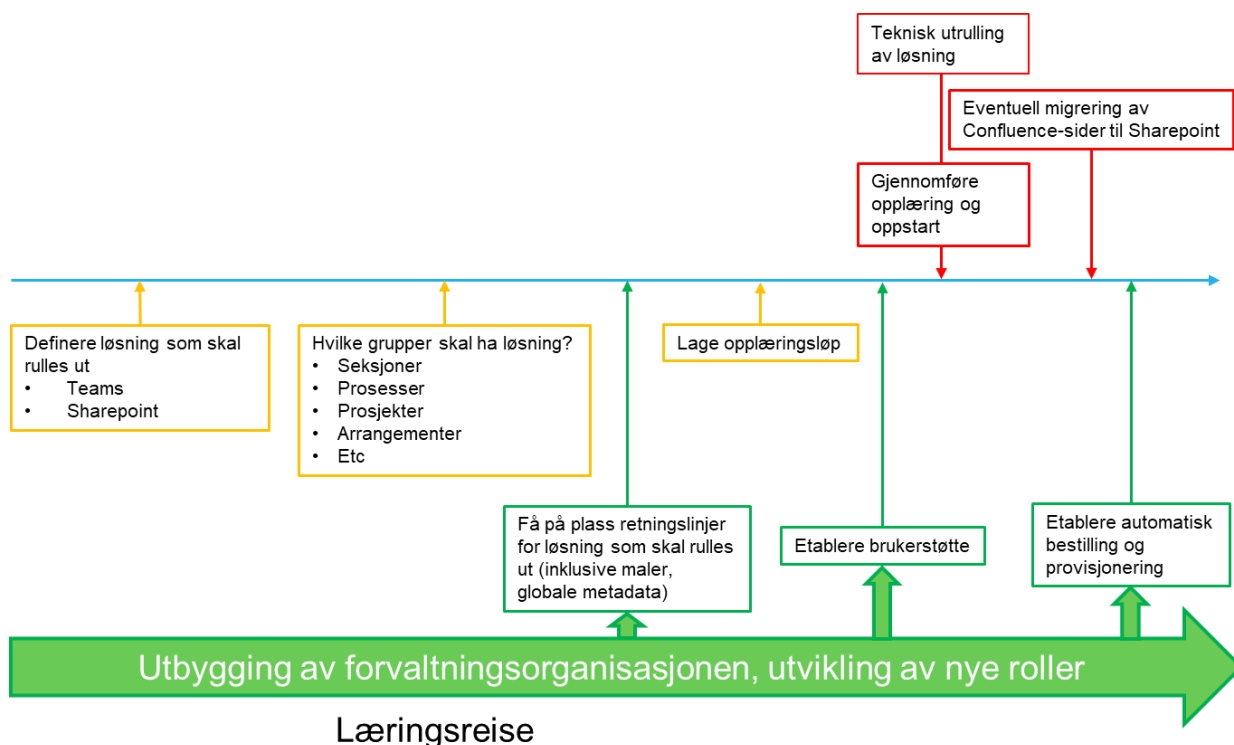 Teknisk utrulling
av løsning
Eventuell migrering av
Confluence-sider til Sharepoint
Gjennomføre
opplæring og
oppstart
Definere løsning som skal
rulles ut
• Teams
• Sharepoint
Hvilke grupper skal ha løsning?
• Seksjoner
• Prosesser
• Prosjekter
• Arrangementer
• Etc
Lage opplæringsløp
Få på plass retningslinjer
for løsning som skal rulles
ut (inklusive maler,
globale metadata)
Etablere brukerstøtte
Etablere automatisk
bestilling og
provisjonering
Utbygging av forvaltningsorganisasjonen, utvikling av nye roller
Læringsreise